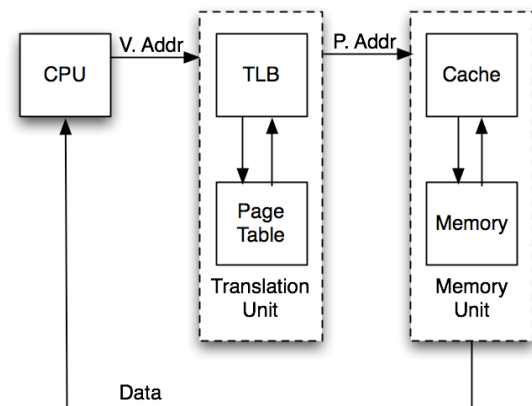 V. Addr
P. Addr
CPU
TLB
Cache
Page
Table
Memory
Translation
Unit
Memory
Unit
Data